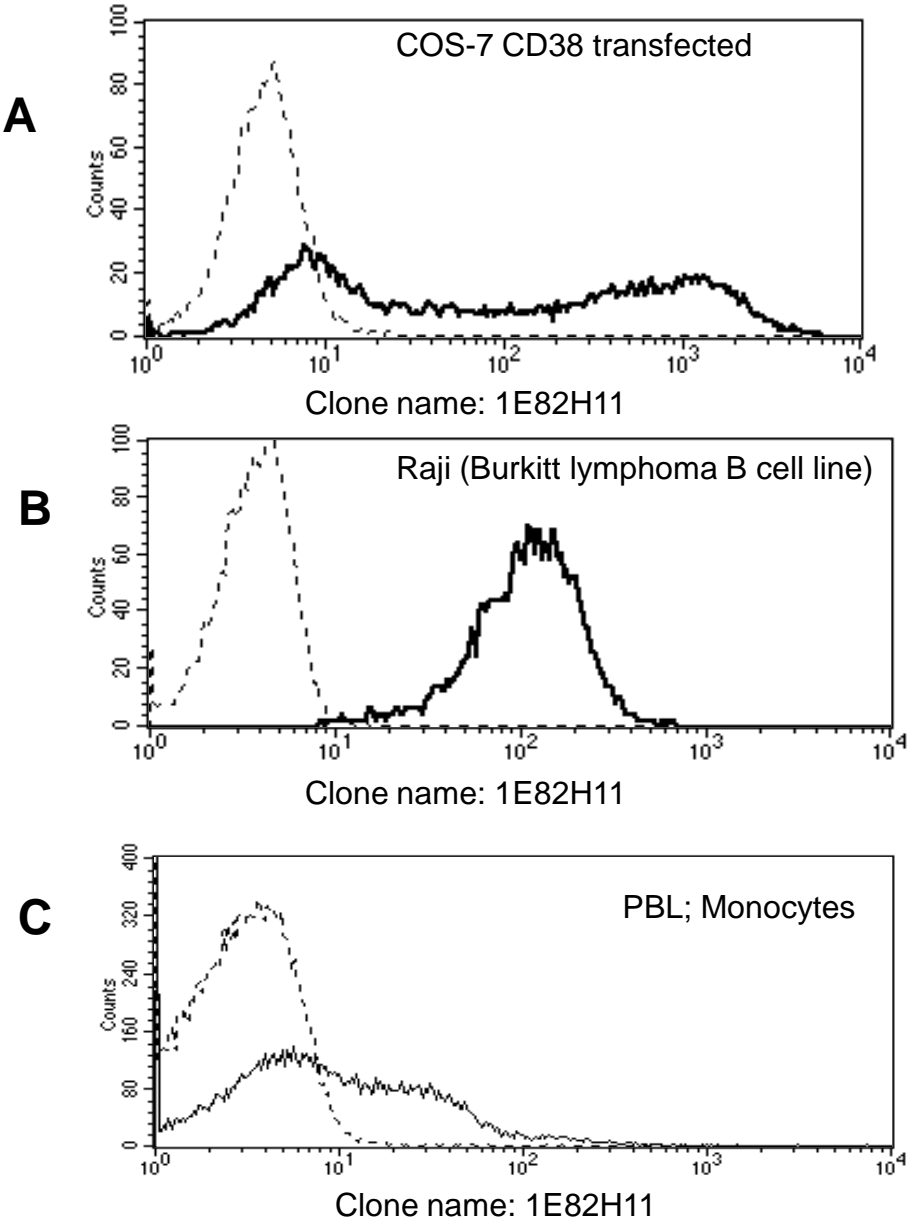 A
COS-7 CD38 transfected
Counts
100
80
60
40
20
0
10^0 10^1 10^2 10^3 10^4
Clone name: 1E82H11
B
Raji (Burkitt lymphoma B cell line)
Counts
100
80
60
40
20
0
10^0 10^1 10^2 10^3 10^4
Clone name: 1E82H11
C
PBL; Monocytes
Counts
400
320
240
160
80
0
10^0 10^1 10^2 10^3 10^4
Clone name: 1E82H11